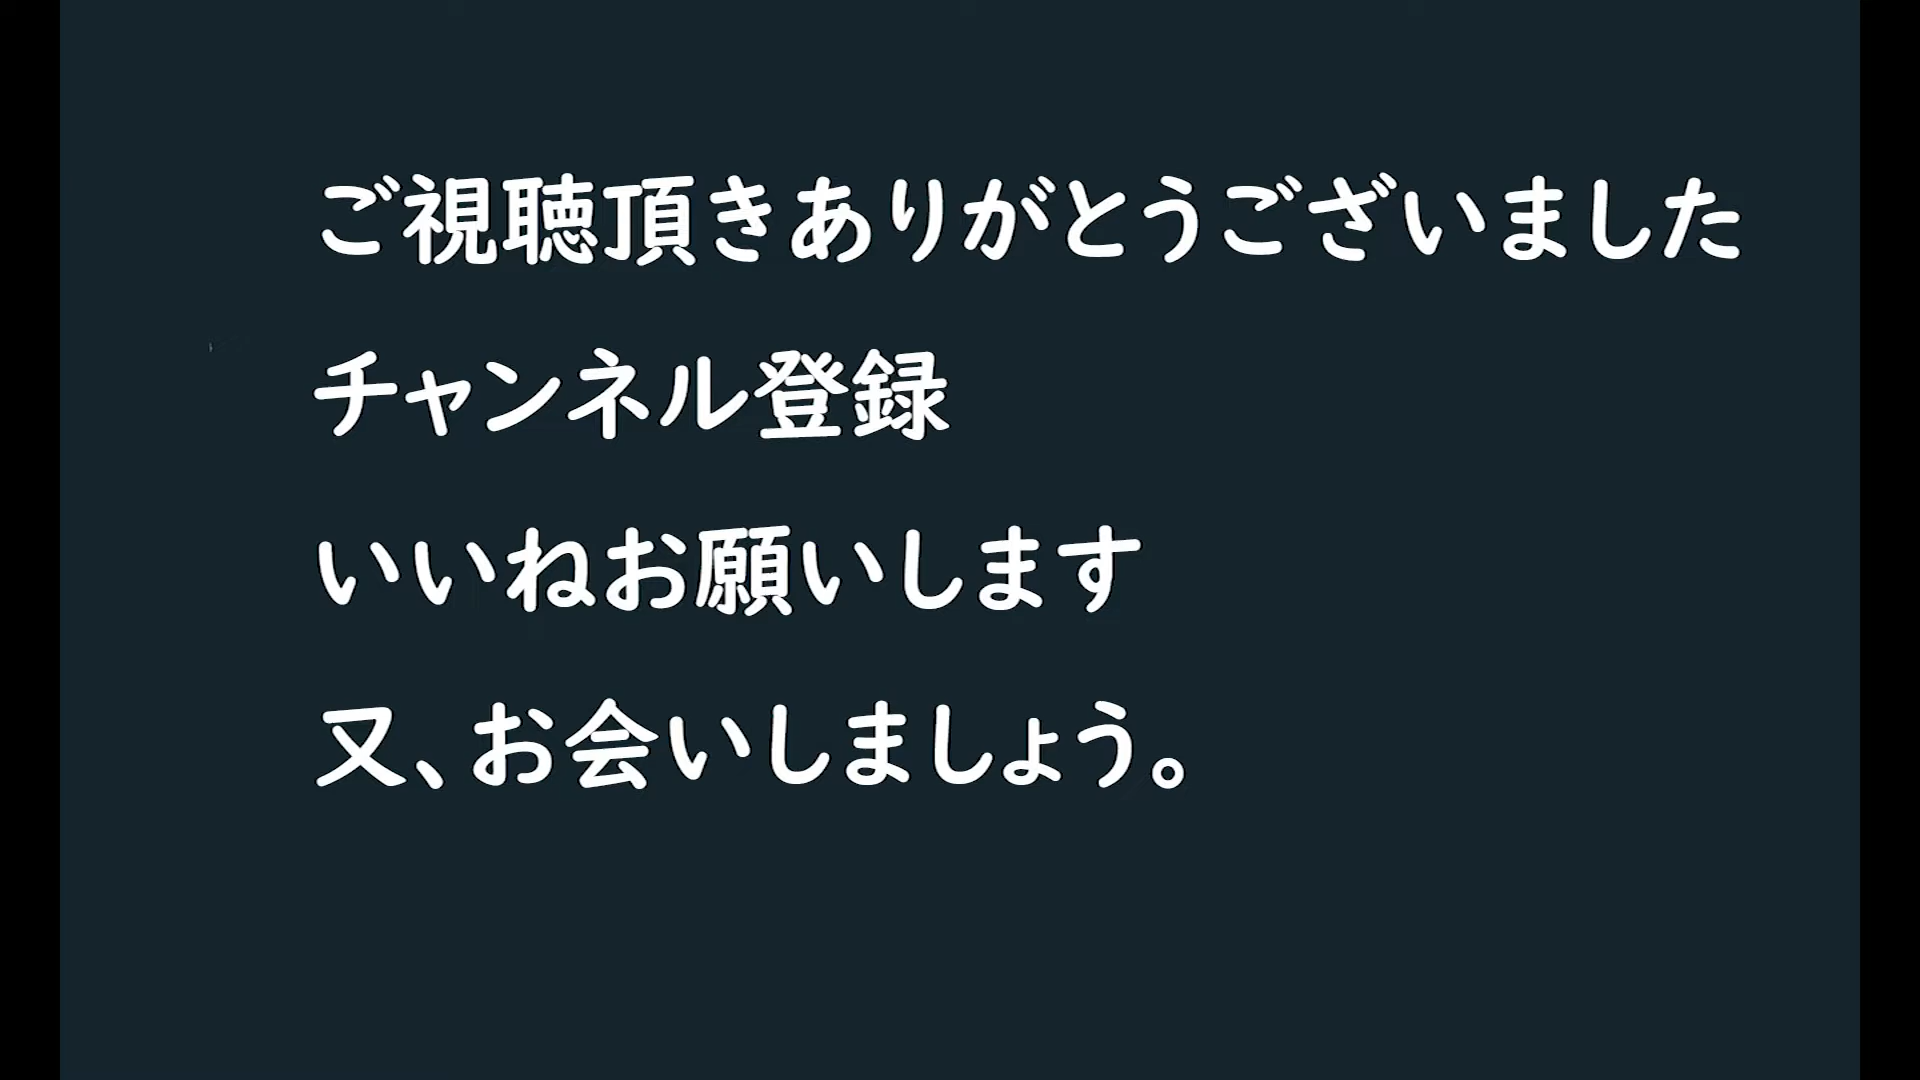 ご視聴頂きありがとうございました
チャンネル登録
いいねお願いします
又、お会いしましょう。